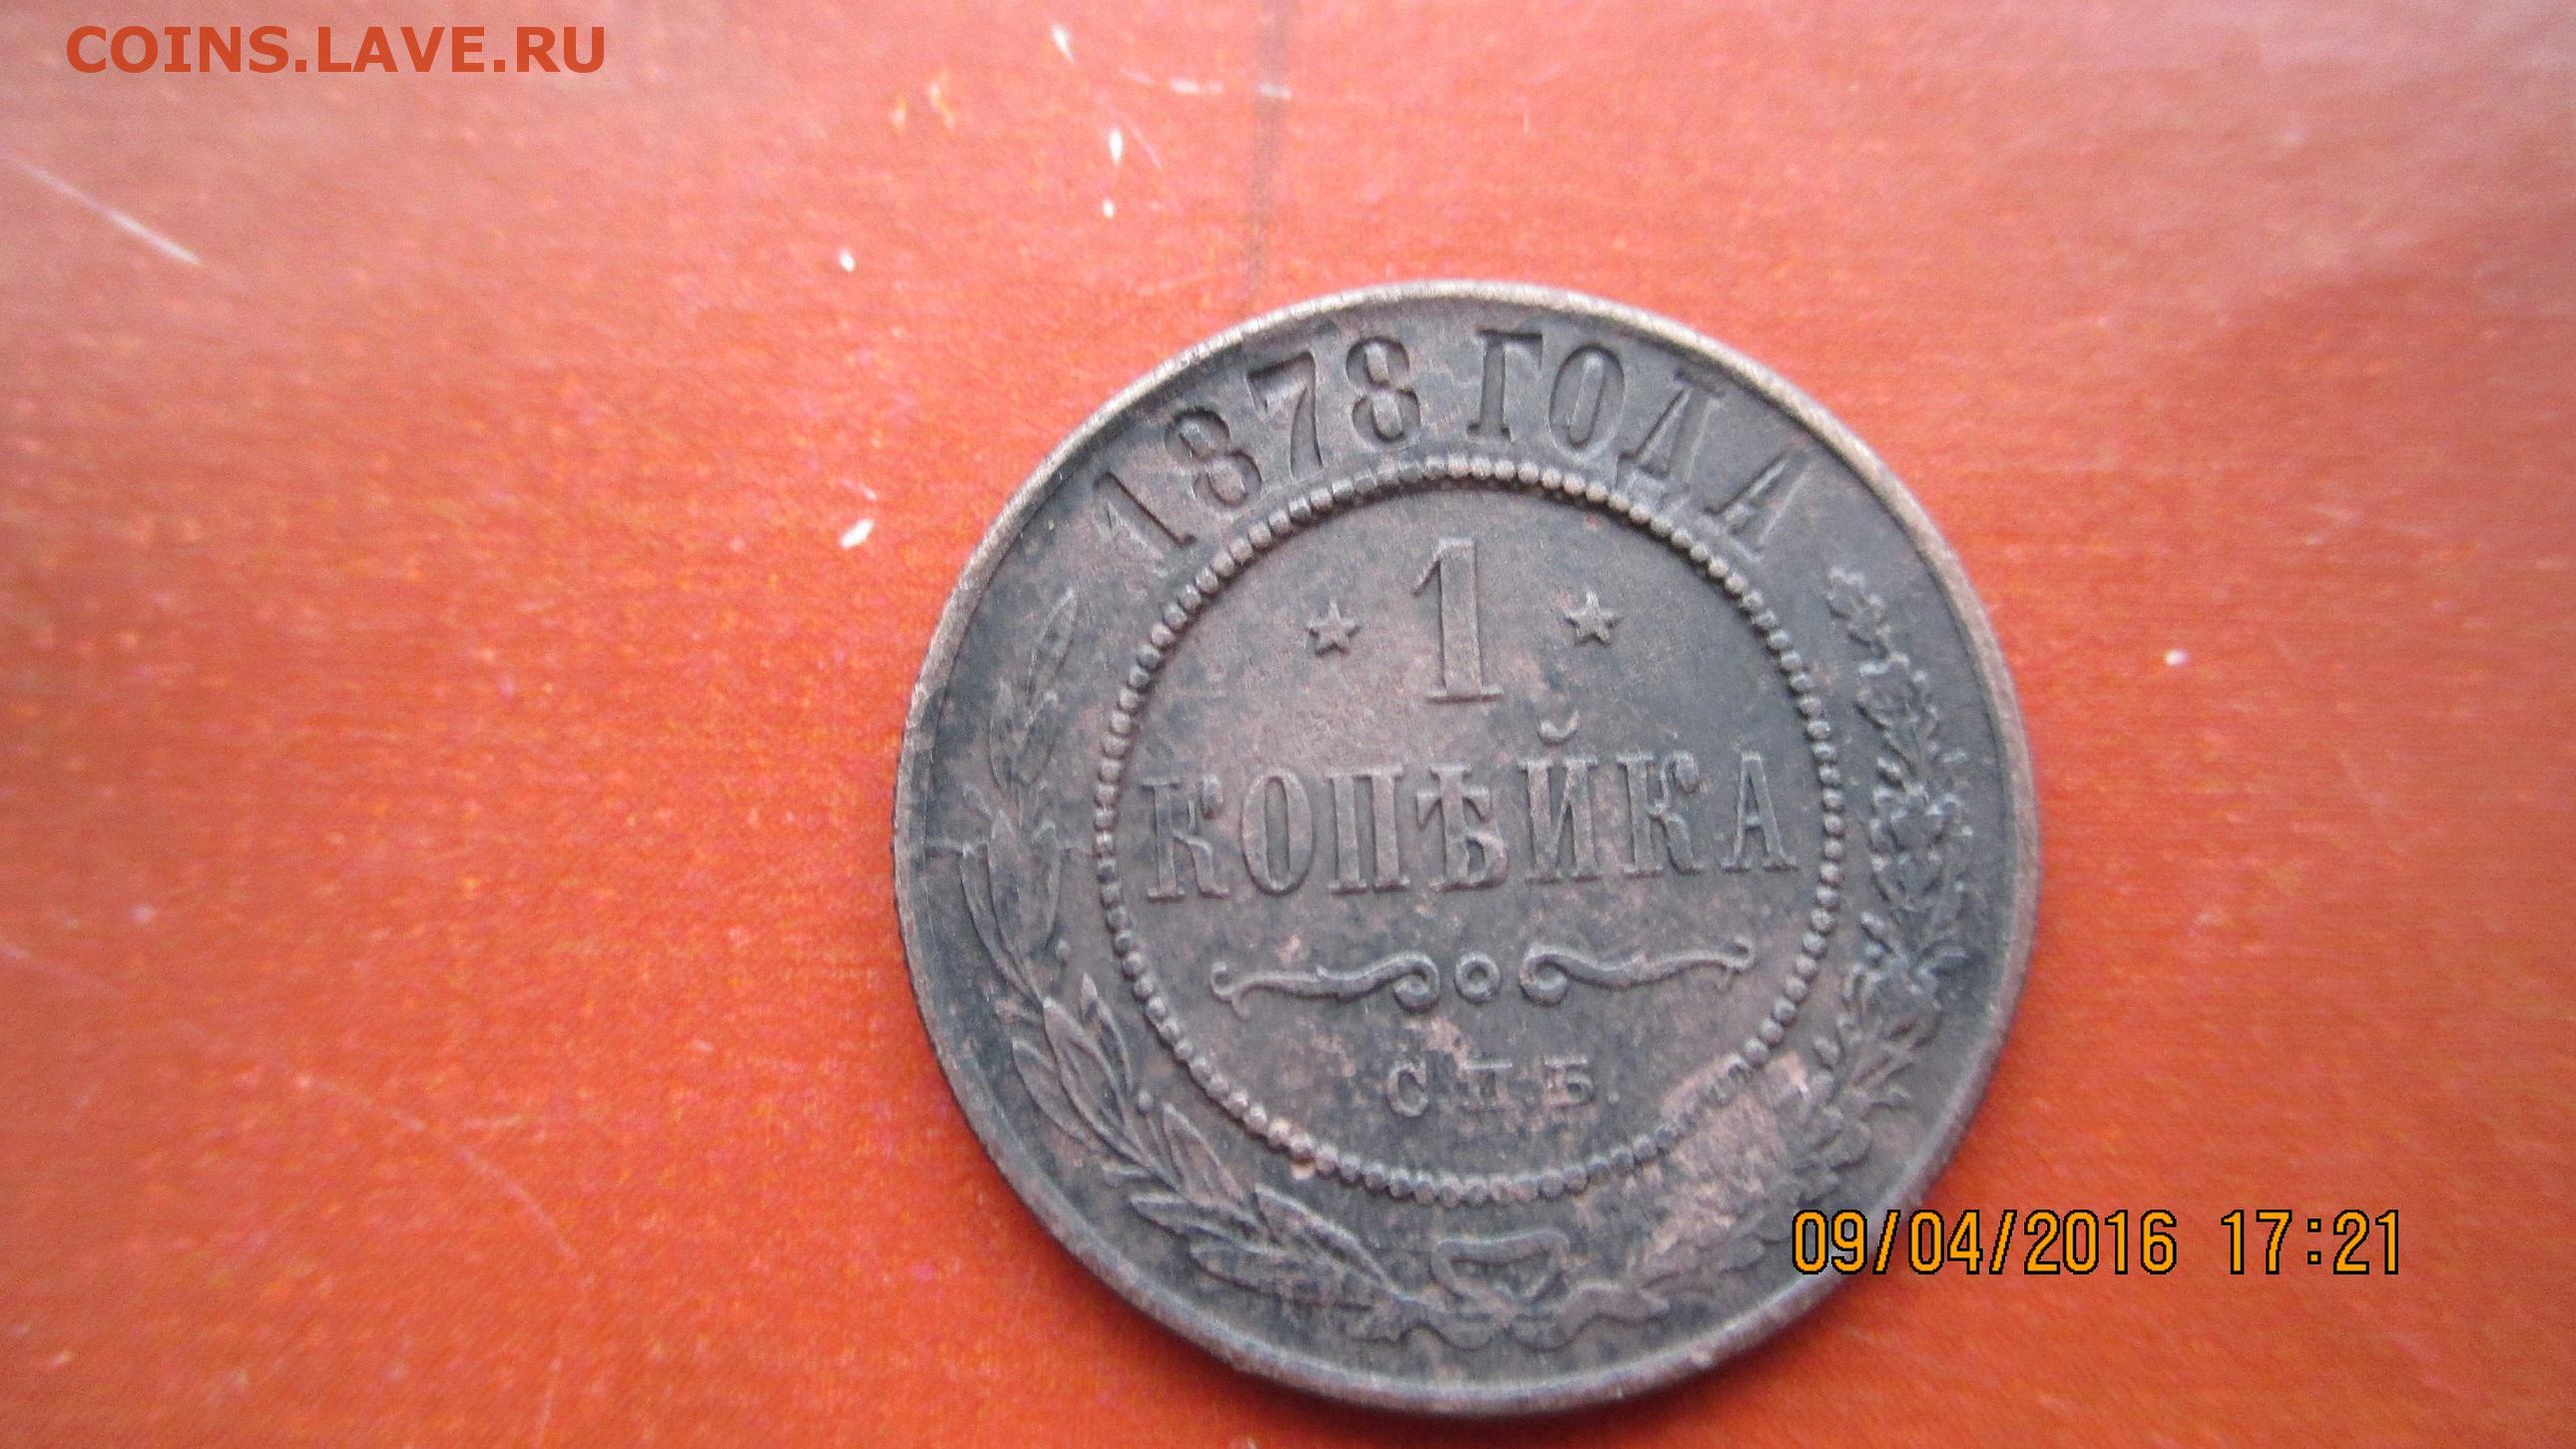 COINS.LAVE.RU
1878 ГОДА
1
КОПѢЙКА
С.П.Б.
09/04/2016 17:21